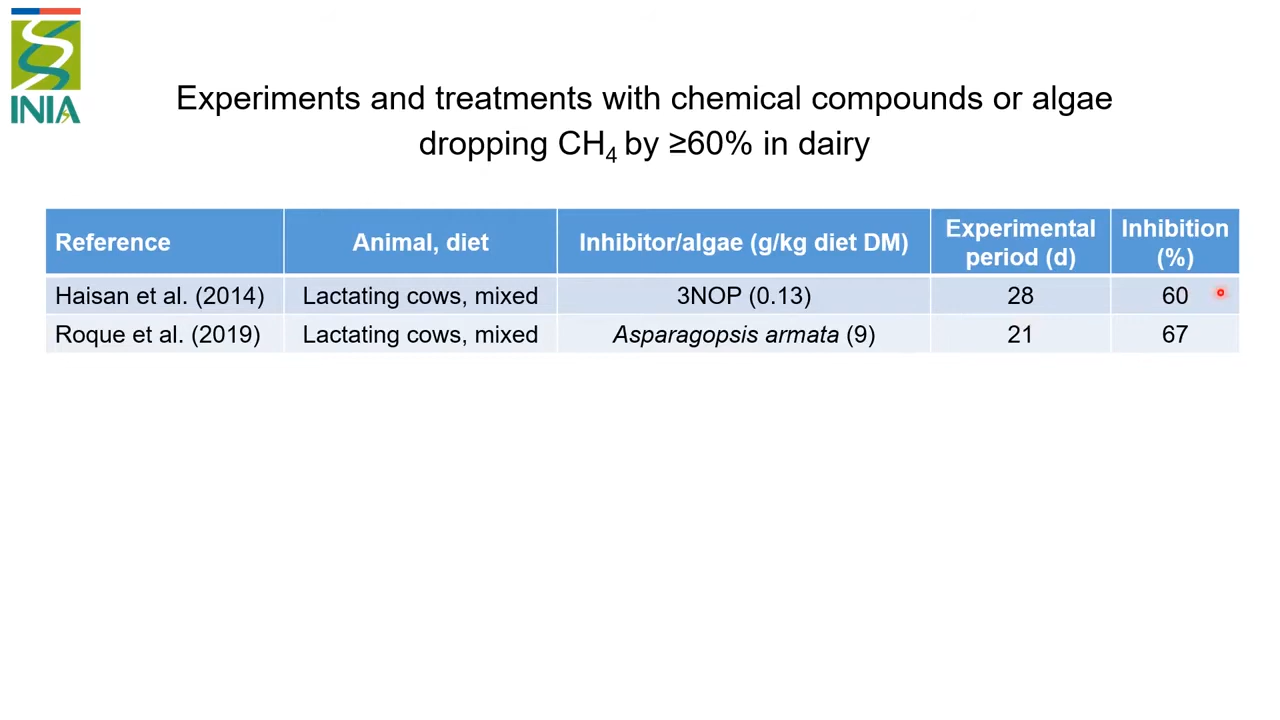 INIA
Experiments and treatments with chemical compounds or algae
dropping CH₄ by ≥60% in dairy
Reference Animal, diet Inhibitor/algae (g/kg diet DM) Experimental period (d) Inhibition (%)
Haisan et al. (2014) Lactating cows, mixed 3NOP (0.13) 28 60
Roque et al. (2019) Lactating cows, mixed Asparagopsis armata (9) 21 67